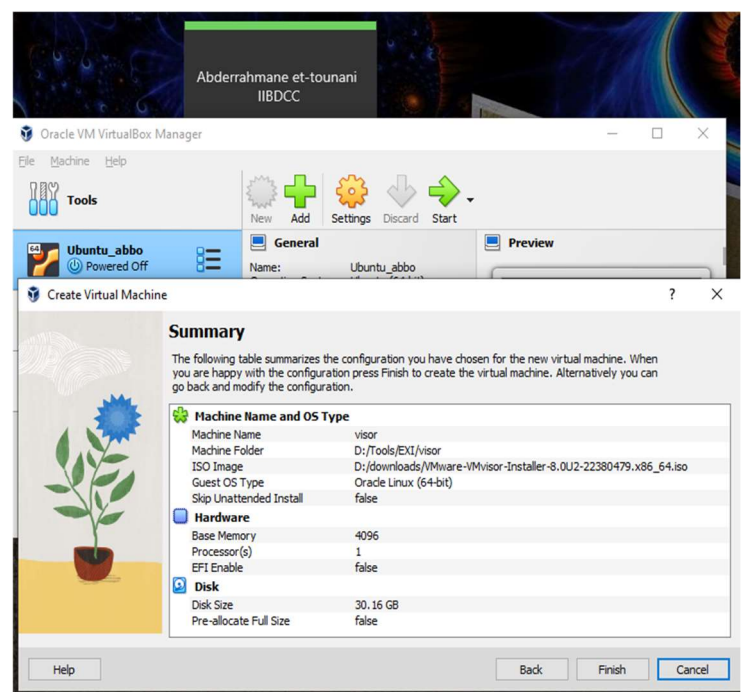 Abderrahmane et-tounani
IIBDCC
Oracle VM VirtualBox Manager
File Machine Help
Tools
New Add Settings Discard Start
64 Ubuntu_abbo
Powered Off
General
Name: Ubuntu_abbo
Preview
Create Virtual Machine ?
Summary
The following table summarizes the configuration you have chosen for the new virtual machine. When
you are happy with the configuration press Finish to create the virtual machine. Alternatively you can
go back and modify the configuration.
Machine Name and OS Type
Machine Name visor
Machine Folder D:/Tools/EXI/visor
ISO Image D:/downloads/VMware-VMvisor-Installer-8.0U2-22380479.x86_64.iso
Guest OS Type Oracle Linux (64-bit)
Skip Unattended Install false
Hardware
Base Memory 4096
Processor(s) 1
EFI Enable false
Disk
Disk Size 30.16 GB
Pre-allocate Full Size false
Help Back Finish Cancel